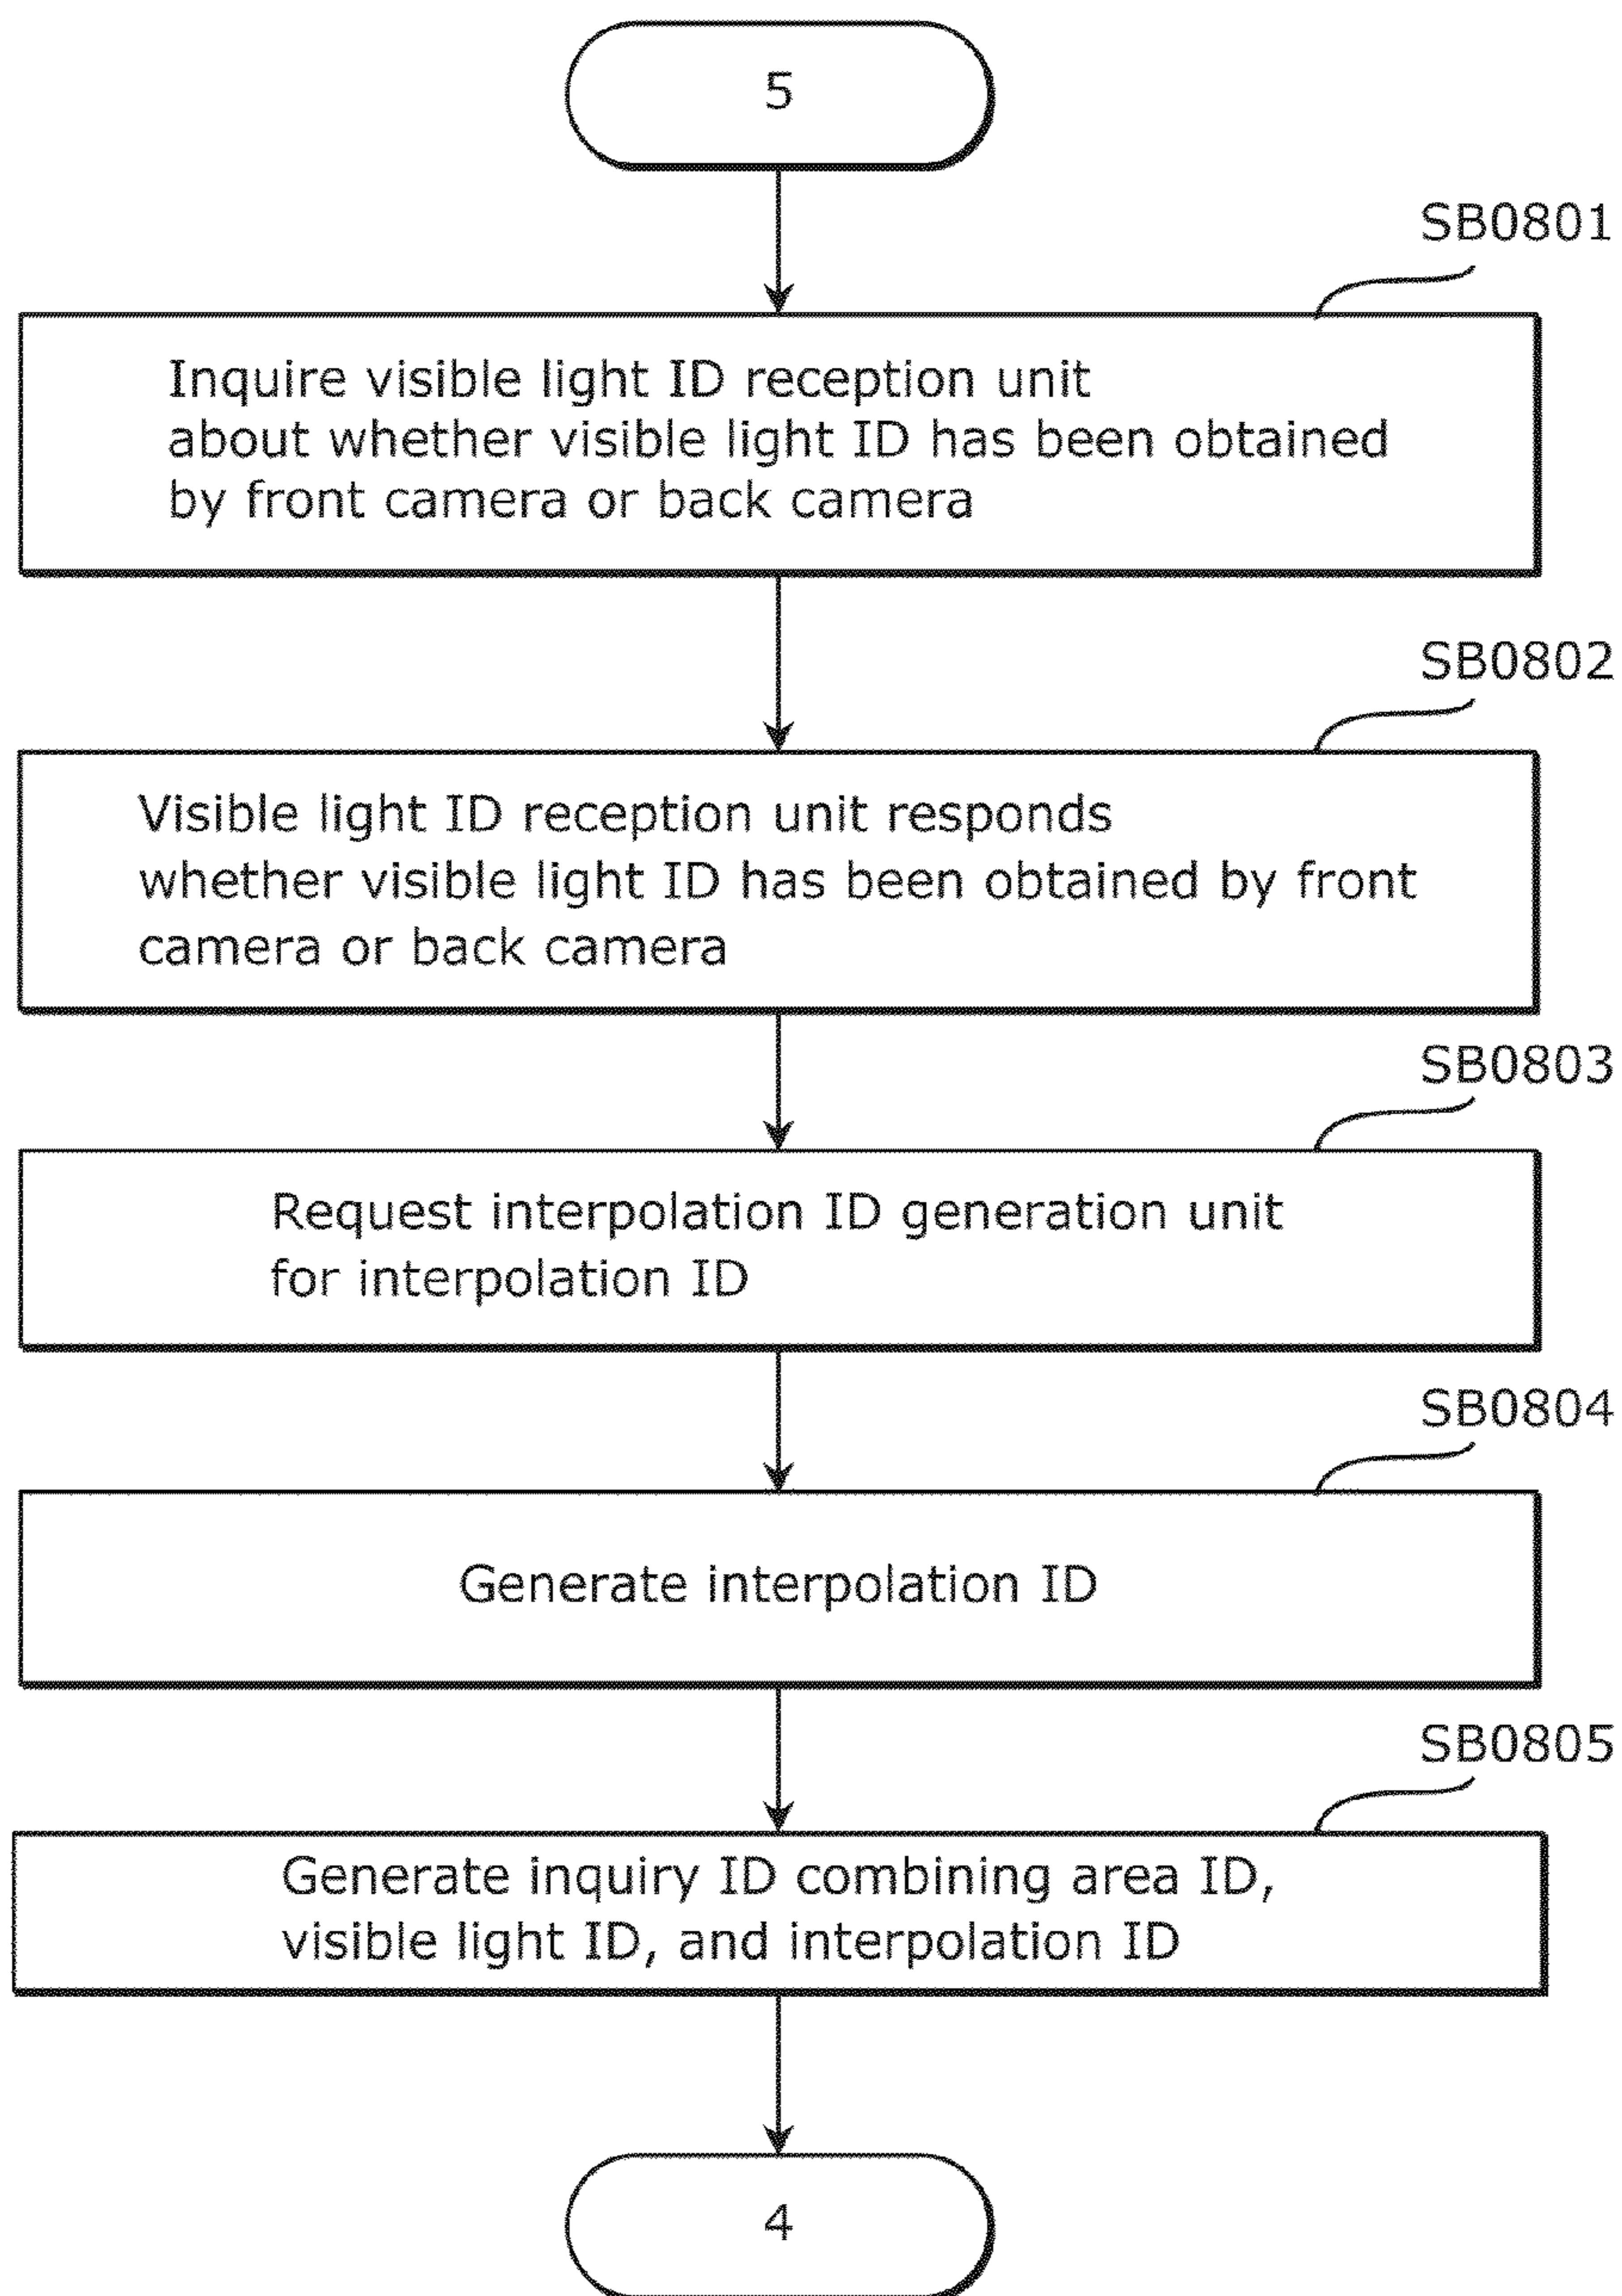 5
SB0801
Inquire visible light ID reception unit
about whether visible light ID has been obtained
by front camera or back camera
SB0802
Visible light ID reception unit responds
whether visible light ID has been obtained by front
camera or back camera
SB0803
Request interpolation ID generation unit
for interpolation ID
SB0804
Generate interpolation ID
SB0805
Generate inquiry ID combining area ID,
visible light ID, and interpolation ID
4